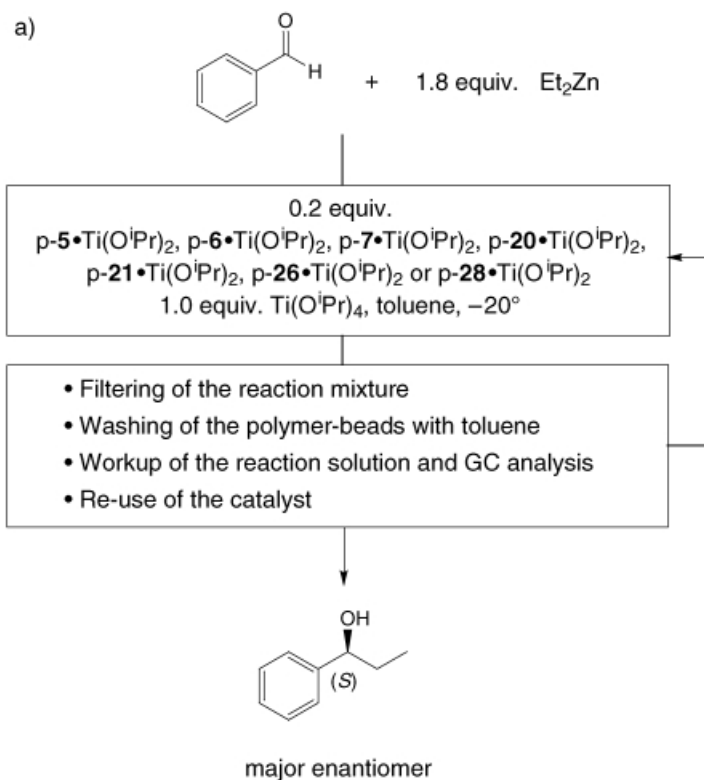 a)
O
H
+ 1.8 equiv. Et₂Zn
0.2 equiv.
p-5•Ti(OⁱPr)₂, p-6•Ti(OⁱPr)₂, p-7•Ti(OⁱPr)₂, p-20•Ti(OⁱPr)₂,
p-21•Ti(OⁱPr)₂, p-26•Ti(OⁱPr)₂ or p-28•Ti(OⁱPr)₂
1.0 equiv. Ti(OⁱPr)₄, toluene, −20°
• Filtering of the reaction mixture
• Washing of the polymer-beads with toluene
• Workup of the reaction solution and GC analysis
• Re-use of the catalyst
OH
(S)
major enantiomer